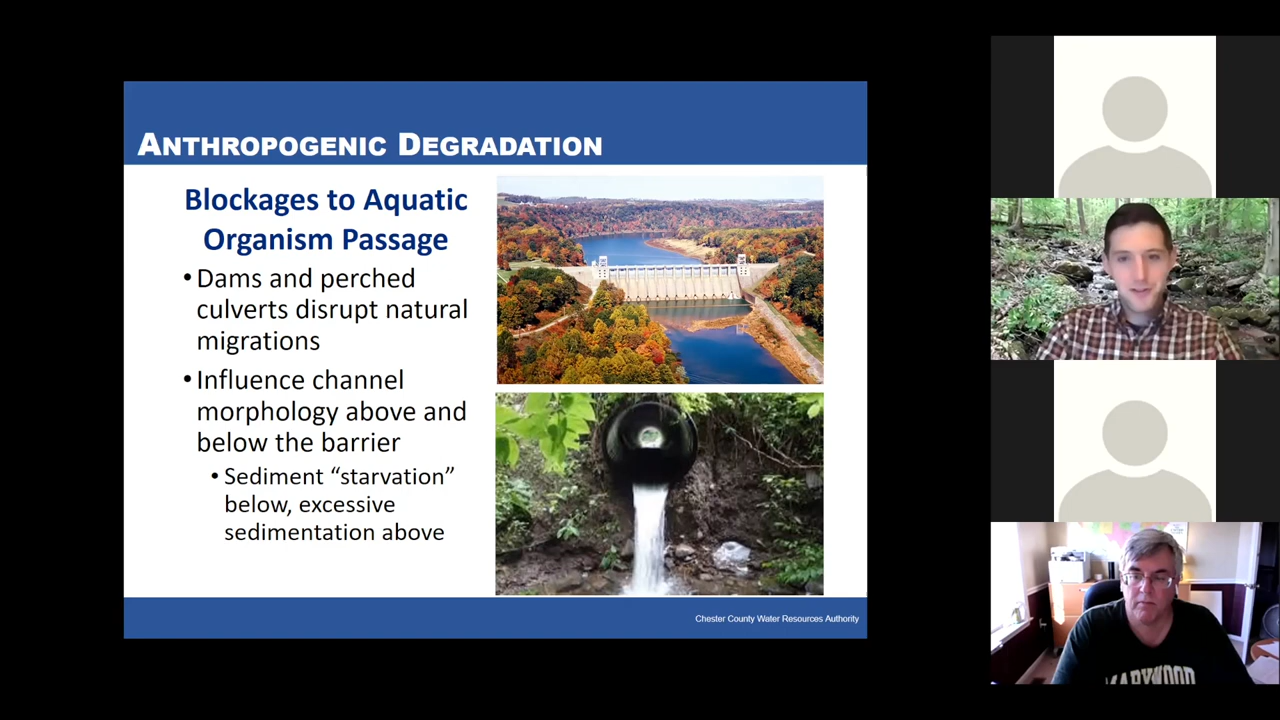 ANTHROPOGENIC DEGRADATION
Blockages to Aquatic
Organism Passage
• Dams and perched
culverts disrupt natural
migrations
• Influence channel
morphology above and
below the barrier
• Sediment “starvation”
below, excessive
sedimentation above
Chester County Water Resources Authority
MARYWOOD